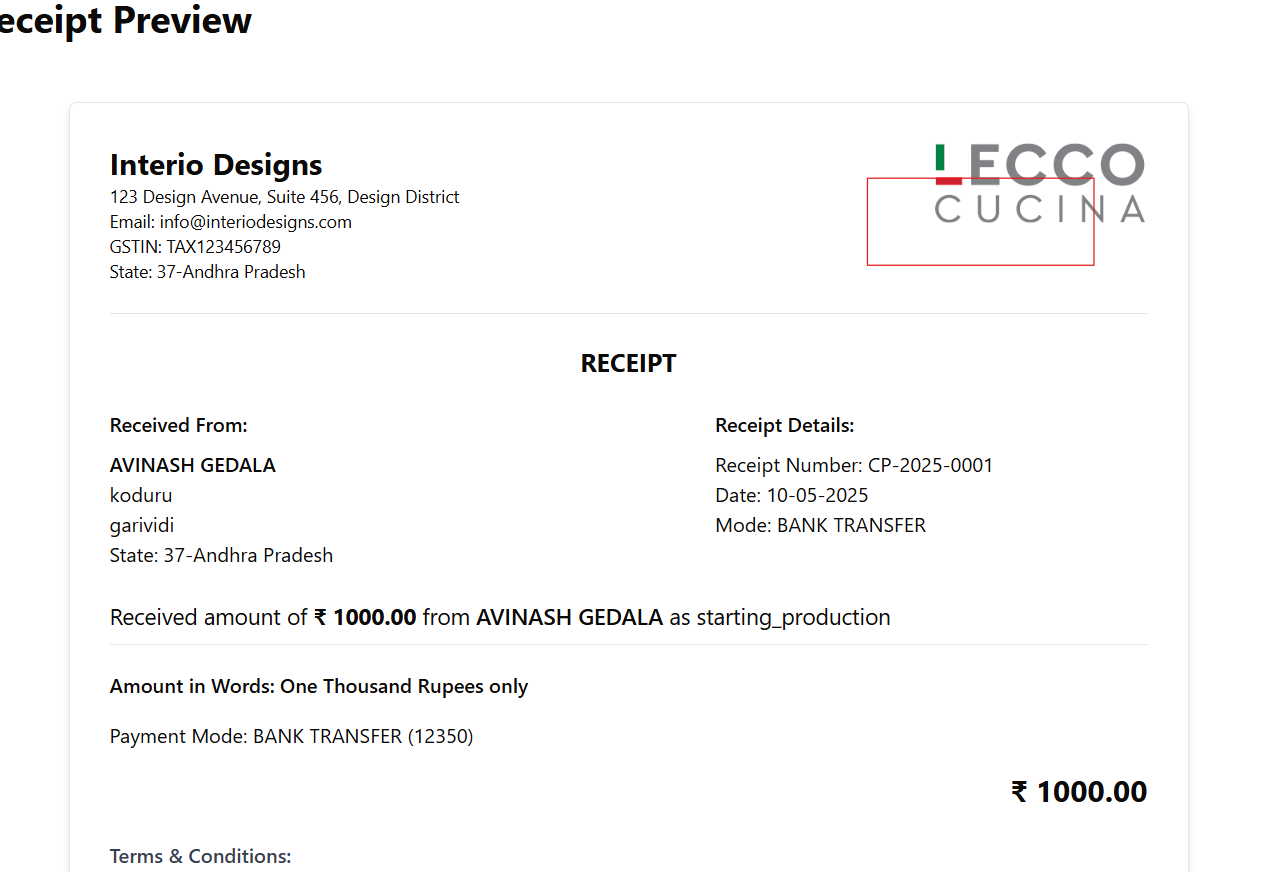 eceipt Preview
Interio Designs
123 Design Avenue, Suite 456, Design District
Email: info@interiodesigns.com
GSTIN: TAX123456789
State: 37-Andhra Pradesh
LECCO
CUCINA
RECEIPT
Received From:
AVINASH GEDALA
koduru
garividi
State: 37-Andhra Pradesh
Receipt Details:
Receipt Number: CP-2025-0001
Date: 10-05-2025
Mode: BANK TRANSFER
Received amount of ₹ 1000.00 from AVINASH GEDALA as starting_production
Amount in Words: One Thousand Rupees only
Payment Mode: BANK TRANSFER (12350)
₹ 1000.00
Terms & Conditions: